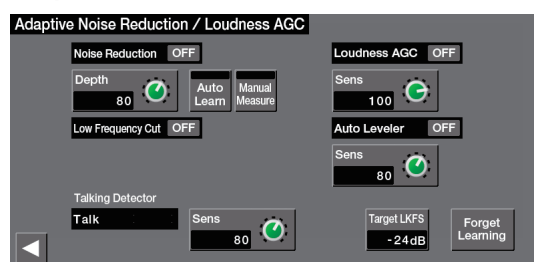 Adaptive Noise Reduction / Loudness AGC
Noise Reduction OFF
Loudness AGC OFF
Depth
80
Auto
Learn
Manual
Measure
Sens
100
Low Frequency Cut OFF
Auto Leveler OFF
Sens
80
Talking Detector
Talk
Sens
80
Target LKFS
-24dB
Forget
Learning